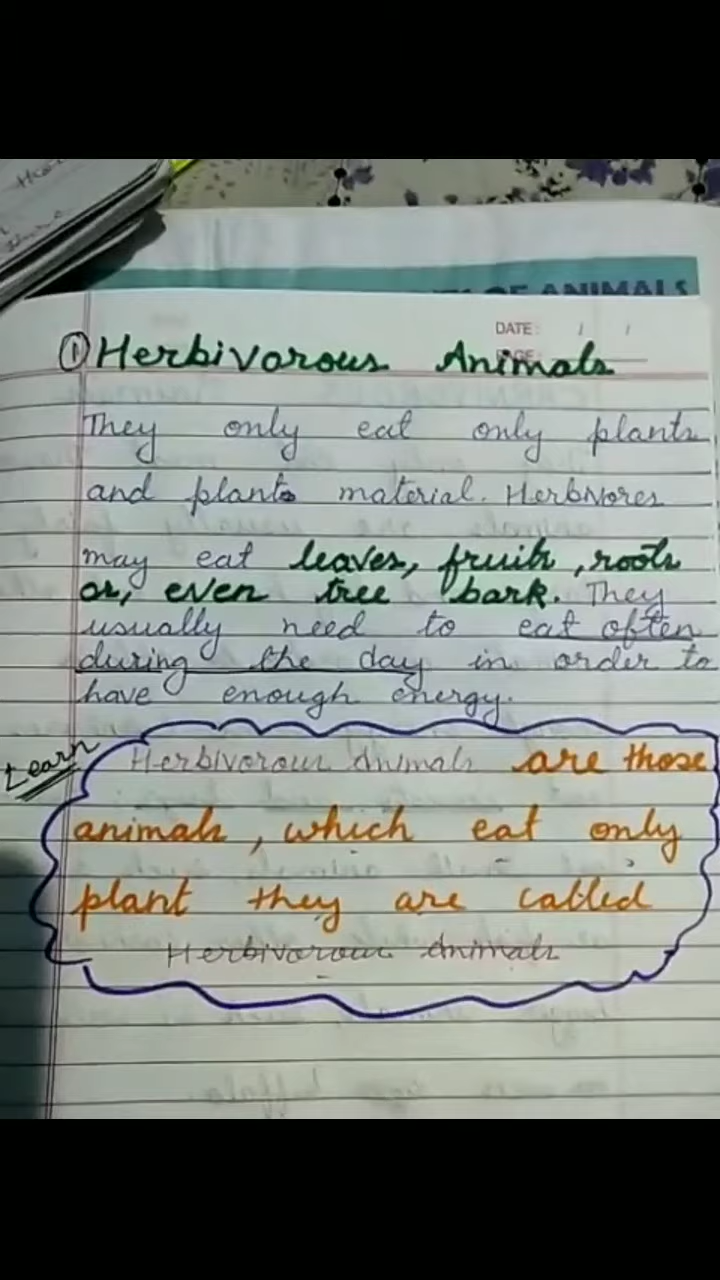 OF ANIMALS
DATE: / /
PAGE:
① Herbivorous Animals
They only eat only plants
and plants material. Herbivores
may eat leaves, fruits, roots
or, even tree bark. They
usually need to eat often
during the day in order to
have enough energy.
Learn
Herbivorous Animals are those
animals, which eat only
plant they are called
Herbivorous Animals